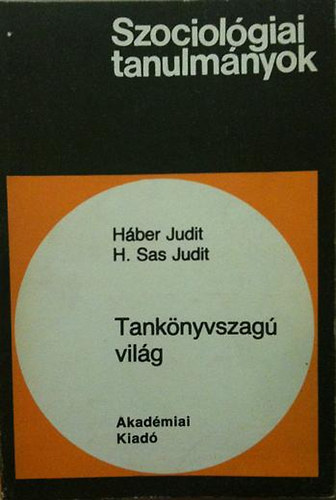 Szociológiai
tanulmányok
Háber Judit
H. Sas Judit
Tankönyvszagú
világ
Akadémiai
Kiadó